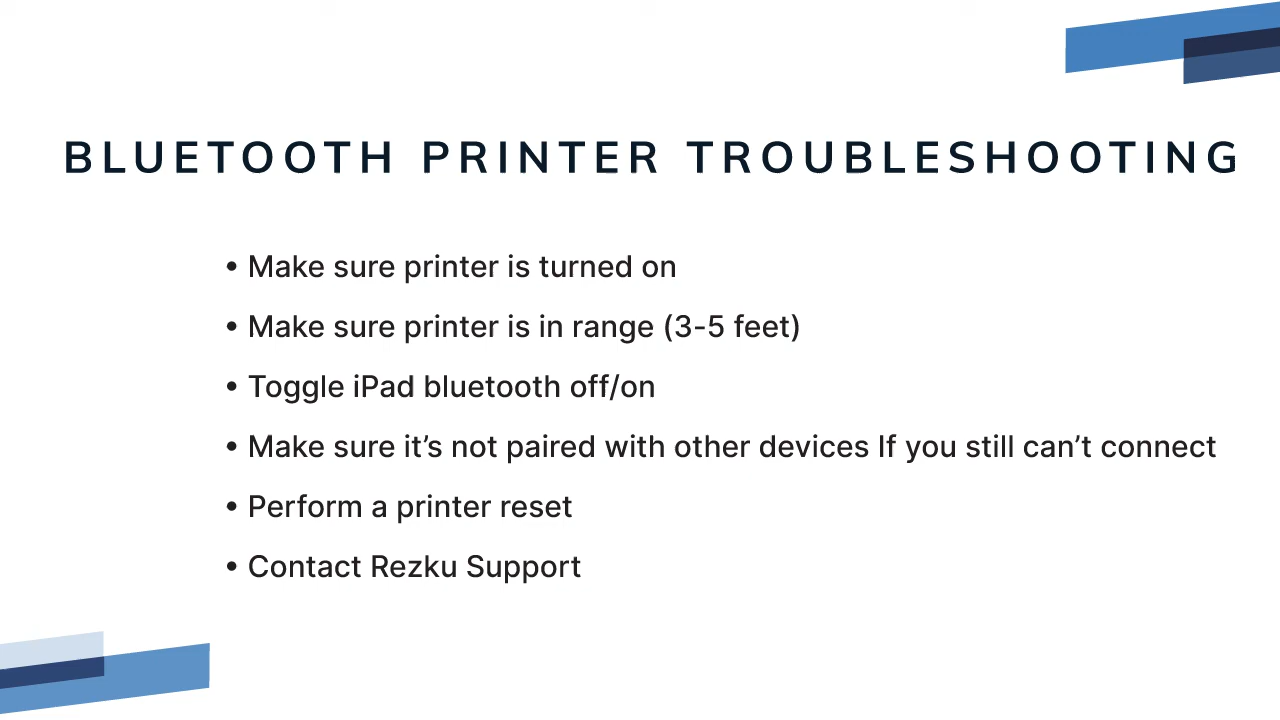 BLUETOOTH PRINTER TROUBLESHOOTING
• Make sure printer is turned on
• Make sure printer is in range (3-5 feet)
• Toggle iPad bluetooth off/on
• Make sure it’s not paired with other devices If you still can’t connect
• Perform a printer reset
• Contact Rezku Support